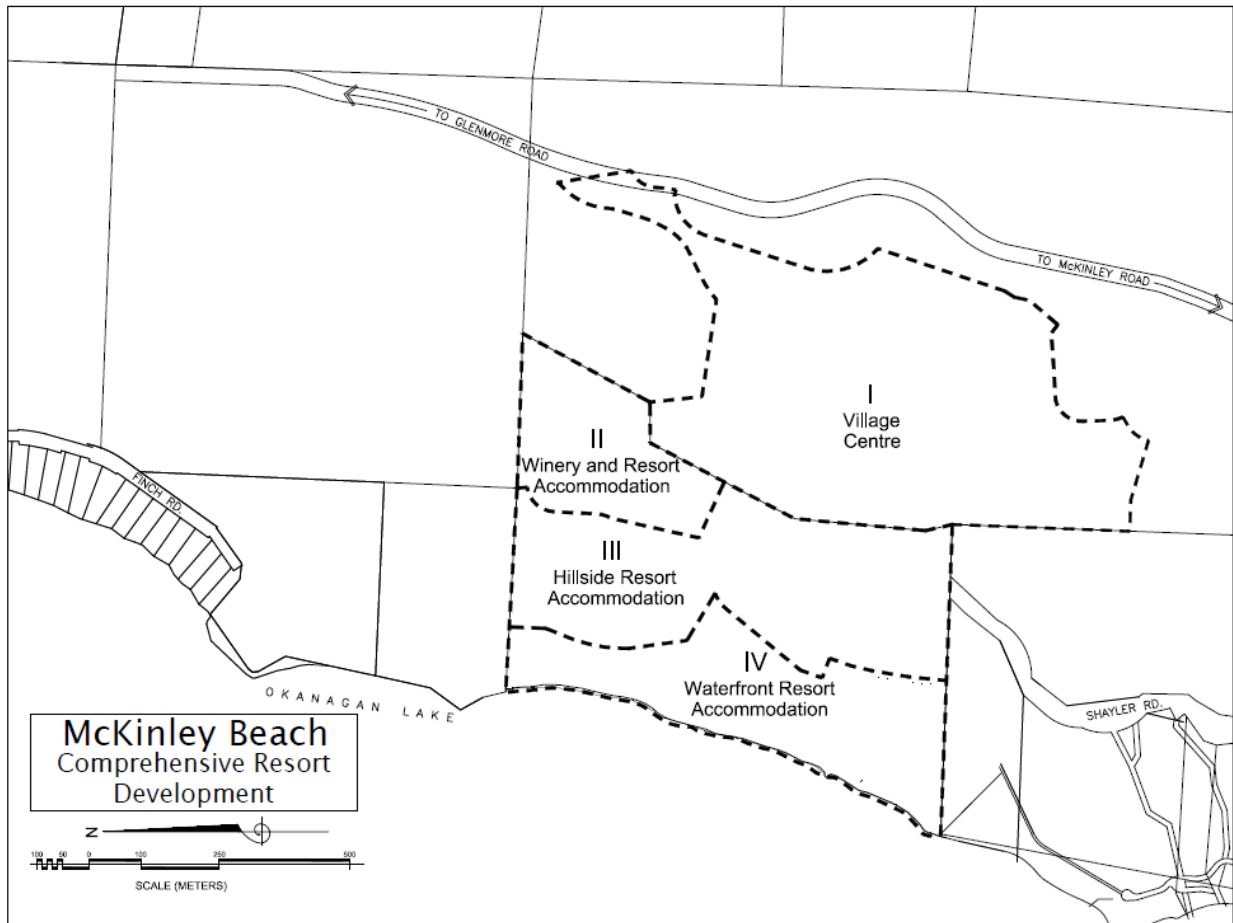 TO GLENMORE ROAD
TO McKINLEY ROAD
I
Village
Centre
II
Winery and Resort
Accommodation
FINCH RD.
III
Hillside Resort
Accommodation
IV
Waterfront Resort
Accommodation
OKANAGAN LAKE
SHAYLER RD.
McKinley Beach
Comprehensive Resort
Development
N
100 50 0 100 250 500
SCALE (METERS)